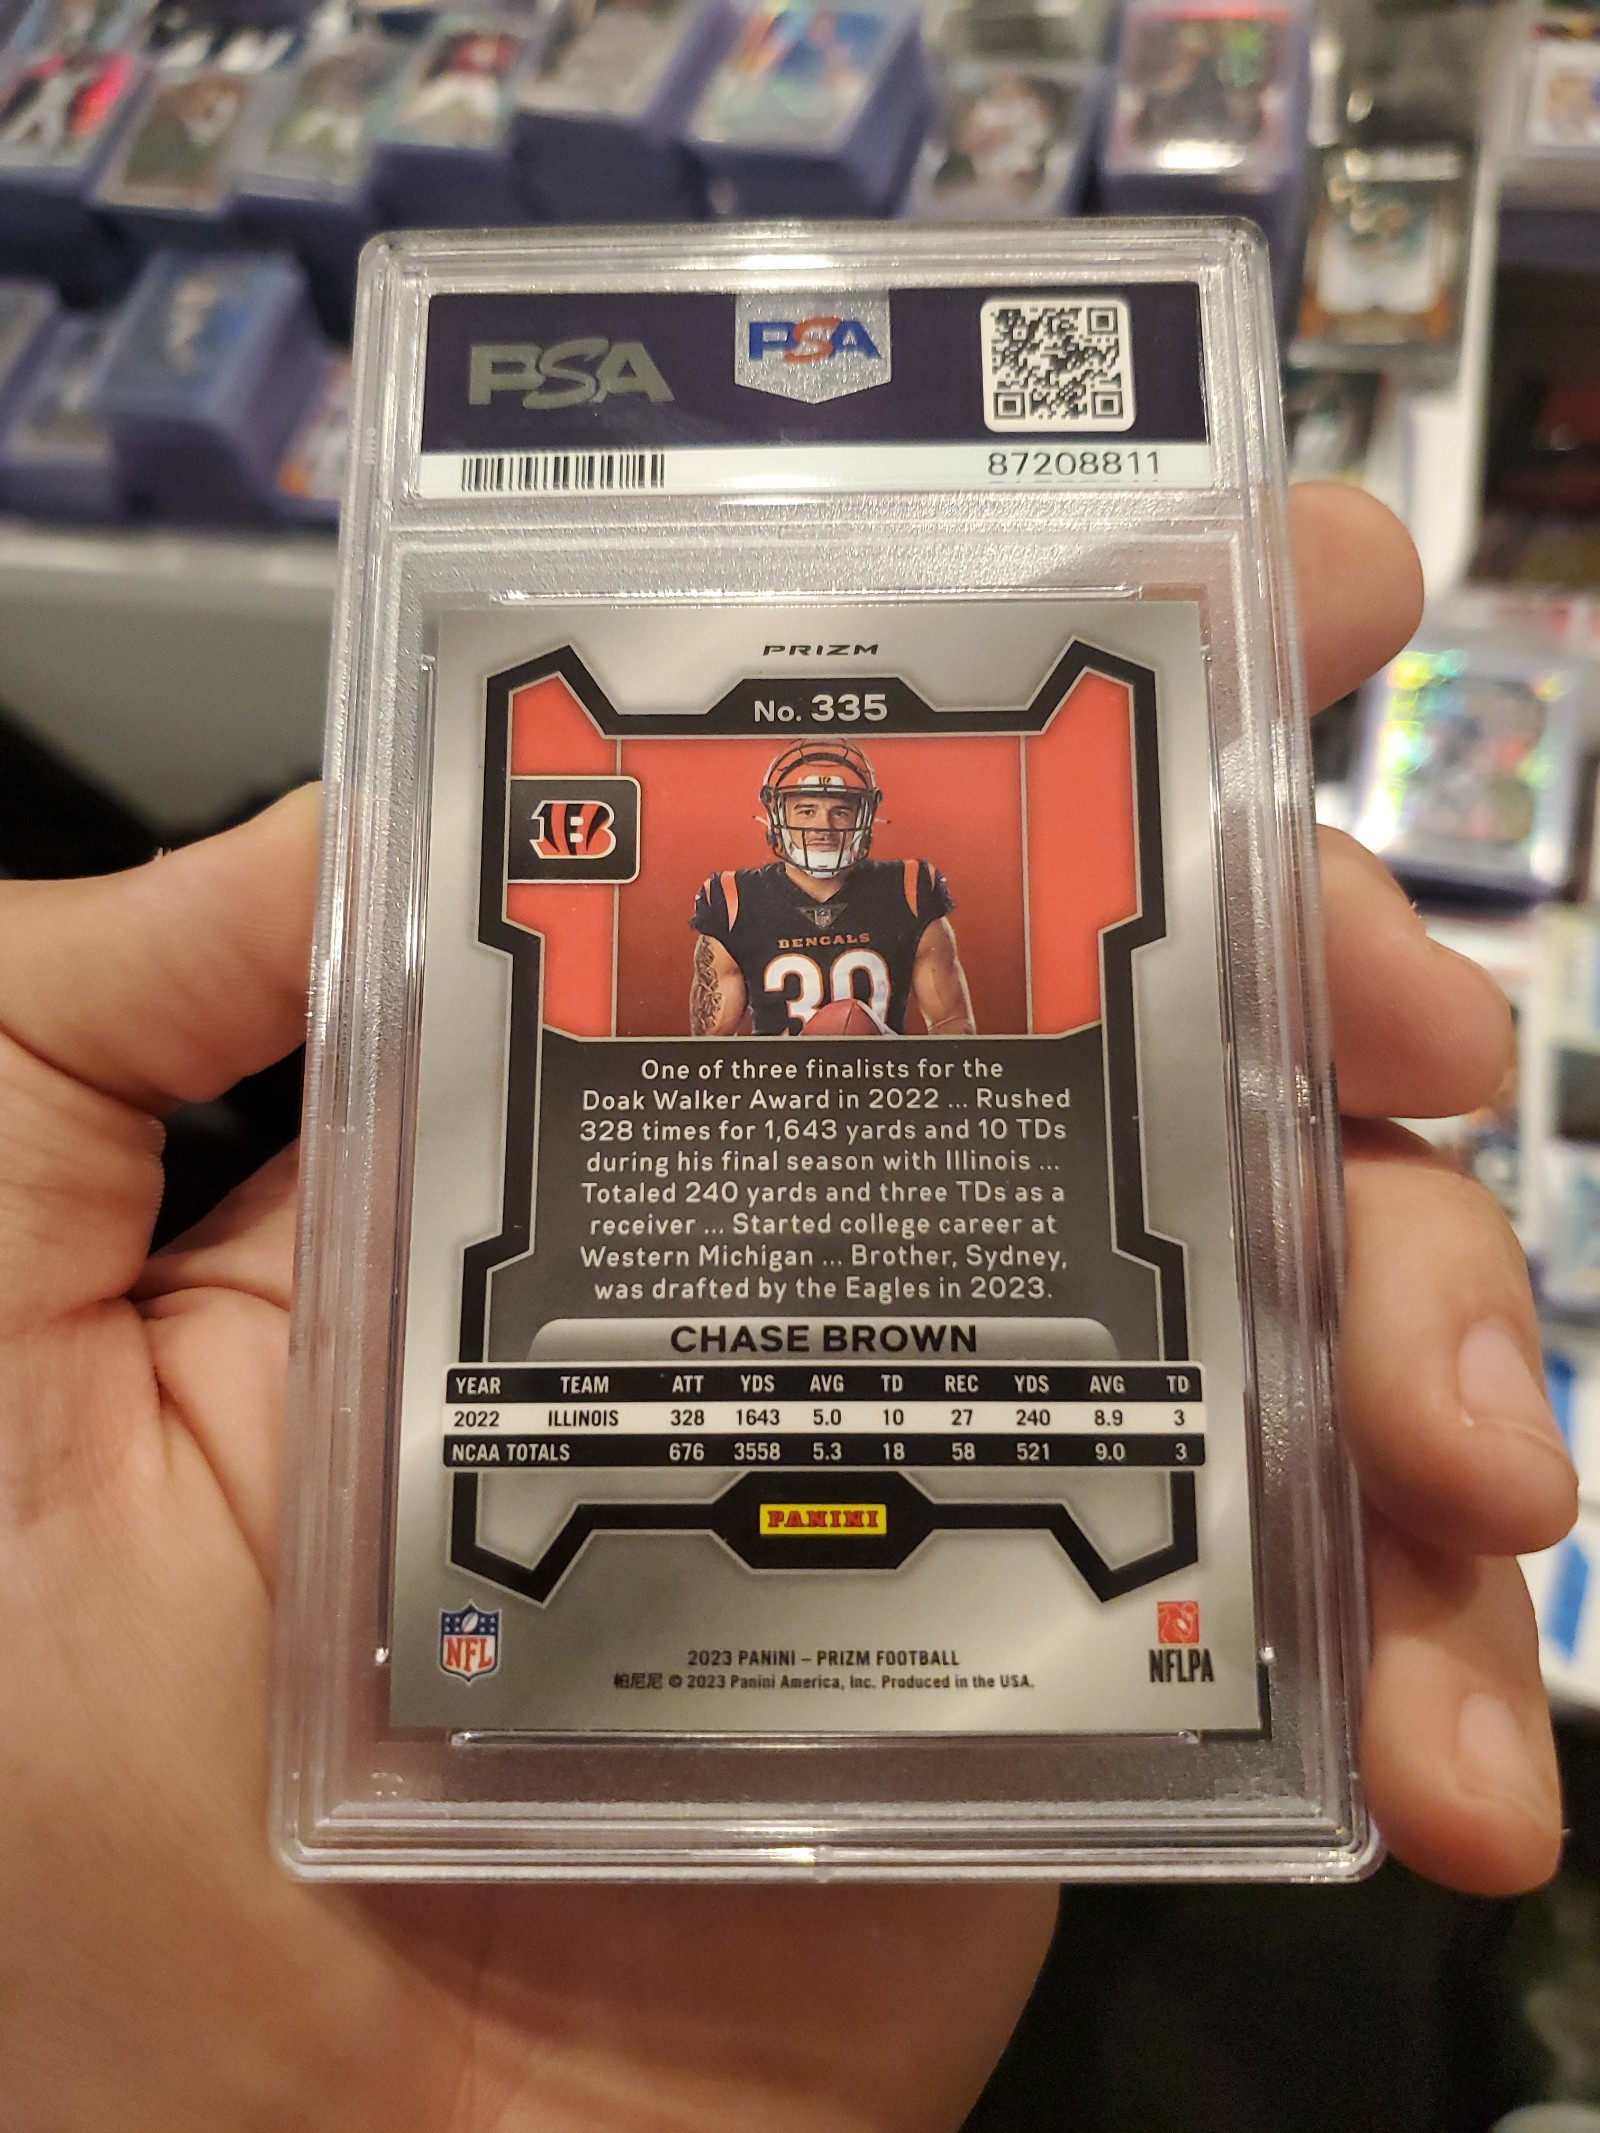 PSA
PSA
87208811
PRIZM
No. 335
B
BENGALS
30
One of three finalists for the
Doak Walker Award in 2022 ... Rushed
328 times for 1,643 yards and 10 TDs
during his final season with Illinois ...
Totaled 240 yards and three TDs as a
receiver ... Started college career at
Western Michigan ... Brother, Sydney,
was drafted by the Eagles in 2023.
CHASE BROWN
YEAR TEAM ATT YDS AVG TD REC YDS AVG TD
2022 ILLINOIS 328 1643 5.0 10 27 240 8.9 3
NCAA TOTALS 676 3558 5.3 18 58 521 9.0 3
PANINI
NFL
2023 PANINI – PRIZM FOOTBALL
帕尼尼 © 2023 Panini America, Inc. Produced in the USA.
NFLPA